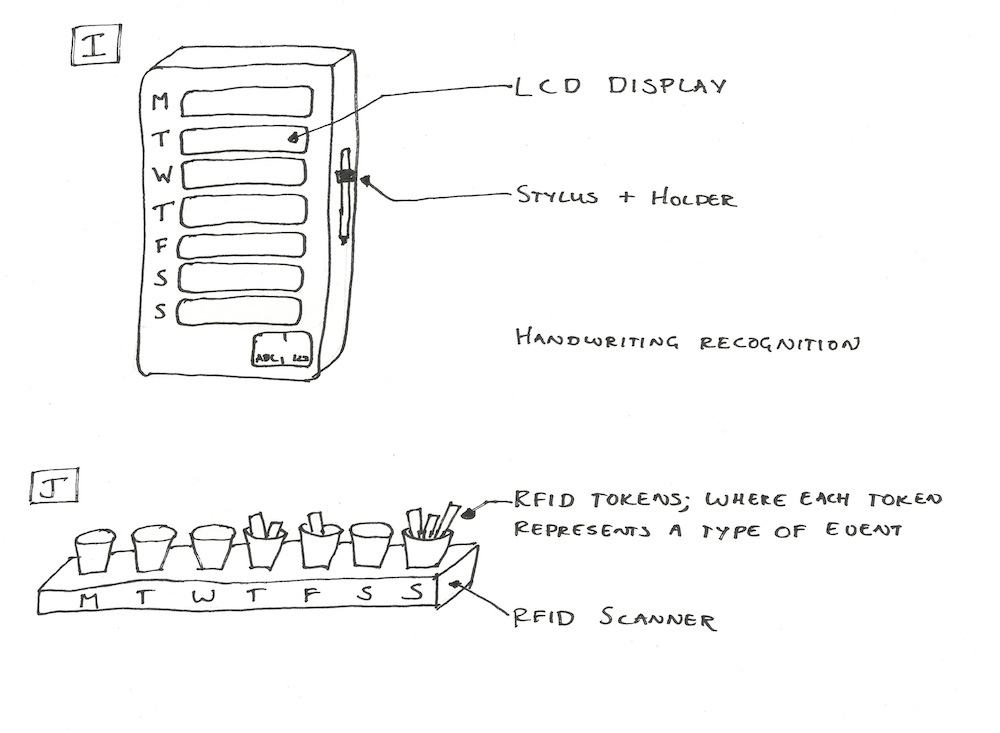 I
LCD DISPLAY
M
T
W
T
F
S
S
STYLUS + HOLDER
ABC 123
HANDWRITING RECOGNITION
J
RFID TOKENS; WHERE EACH TOKEN
REPRESENTS A TYPE OF EVENT
M T W T F S S
RFID SCANNER